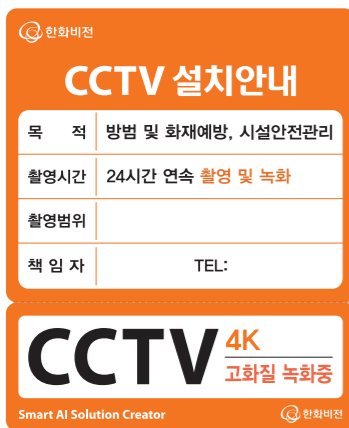 한화비전
CCTV 설치안내
목 적 방범 및 화재예방, 시설안전관리
촬영시간 24시간 연속 촬영 및 녹화
촬영범위
책 임 자 TEL:
CCTV 4K
고화질 녹화중
Smart AI Solution Creator 한화비전